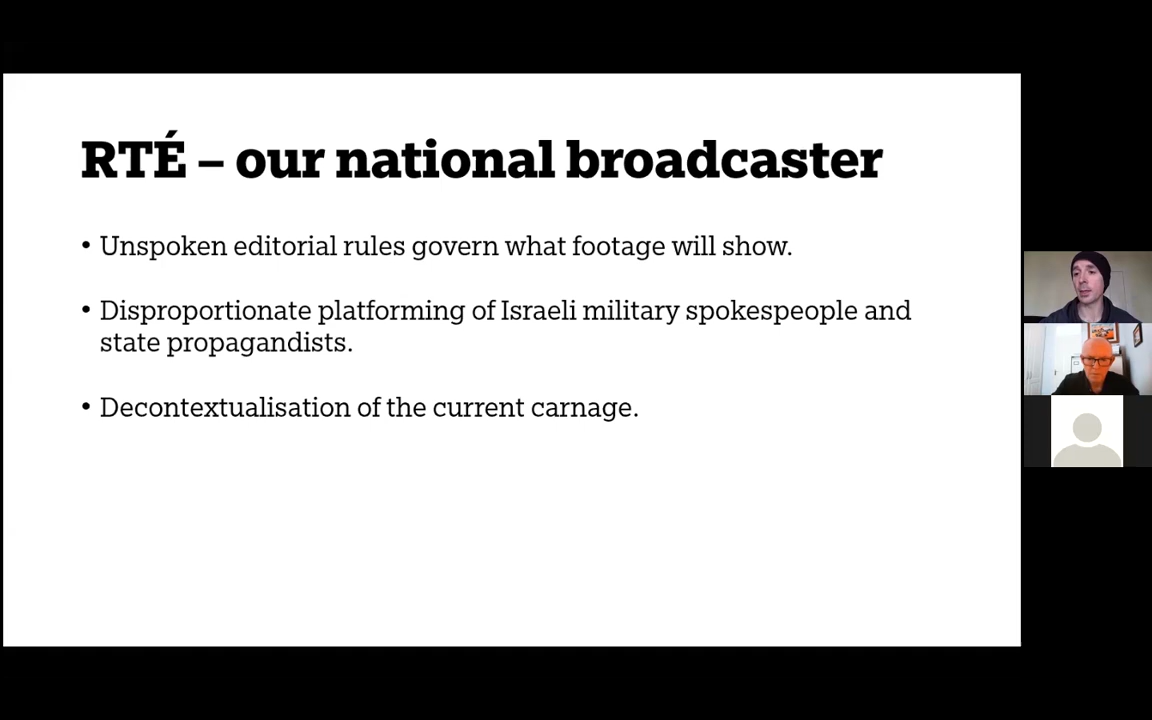 RTÉ – our national broadcaster
• Unspoken editorial rules govern what footage will show.
• Disproportionate platforming of Israeli military spokespeople and
state propagandists.
• Decontextualisation of the current carnage.